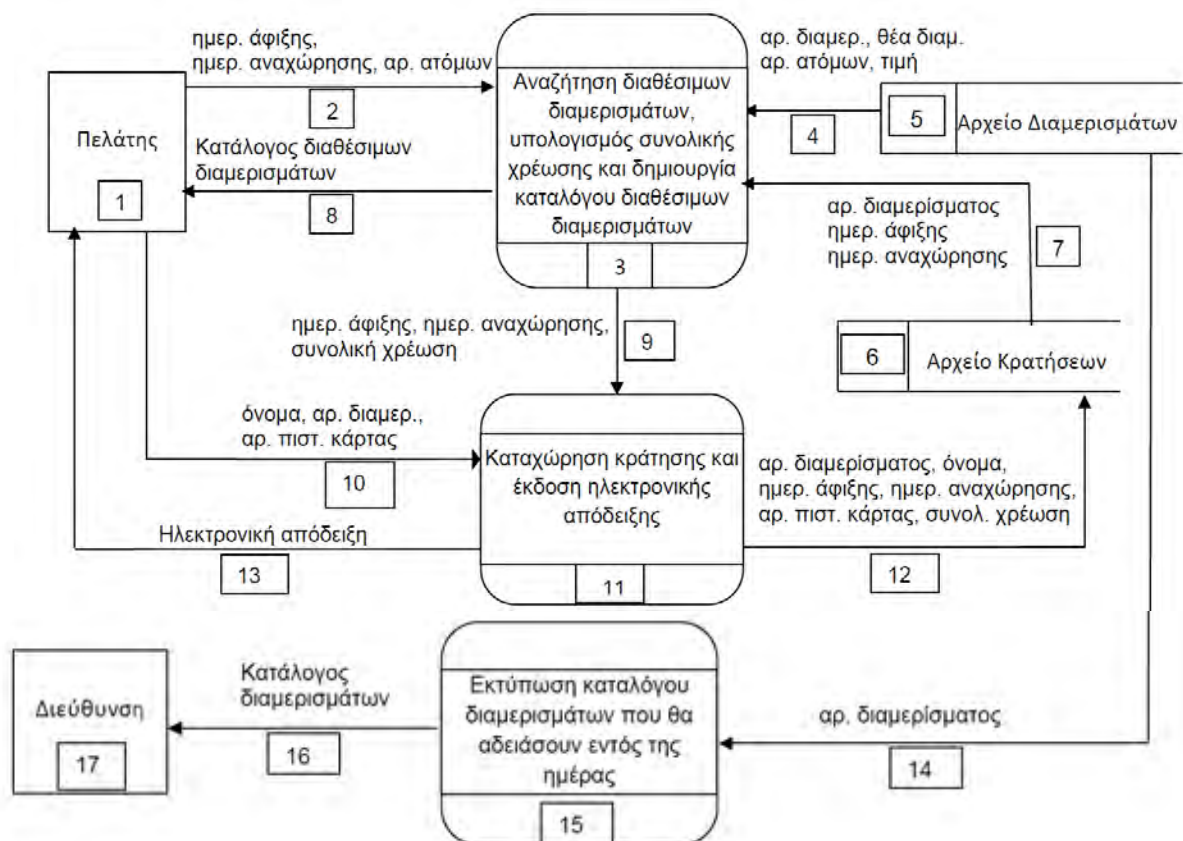 ημερ. άφιξης,
ημερ. αναχώρησης, αρ. ατόμων
2
Πελάτης
1
Κατάλογος διαθέσιμων
διαμερισμάτων
8
Αναζήτηση διαθέσιμων
διαμερισμάτων,
υπολογισμός συνολικής
χρέωσης και δημιουργία
καταλόγου διαθέσιμων
διαμερισμάτων
3
αρ. διαμερ., θέα διαμ.
αρ. ατόμων, τιμή
4
5
Αρχείο Διαμερισμάτων
αρ. διαμερίσματος
ημερ. άφιξης
ημερ. αναχώρησης
7
6
Αρχείο Κρατήσεων
ημερ. άφιξης, ημερ. αναχώρησης,
συνολική χρέωση
9
όνομα, αρ. διαμερ.,
αρ. πιστ. κάρτας
10
Καταχώρηση κράτησης και
έκδοση ηλεκτρονικής
απόδειξης
11
αρ. διαμερίσματος, όνομα,
ημερ. άφιξης, ημερ. αναχώρησης,
αρ. πιστ. κάρτας, συνολ. χρέωση
12
Ηλεκτρονική απόδειξη
13
Διεύθυνση
17
Κατάλογος
διαμερισμάτων
16
Εκτύπωση καταλόγου
διαμερισμάτων που θα
αδειάσουν εντός της
ημέρας
15
αρ. διαμερίσματος
14